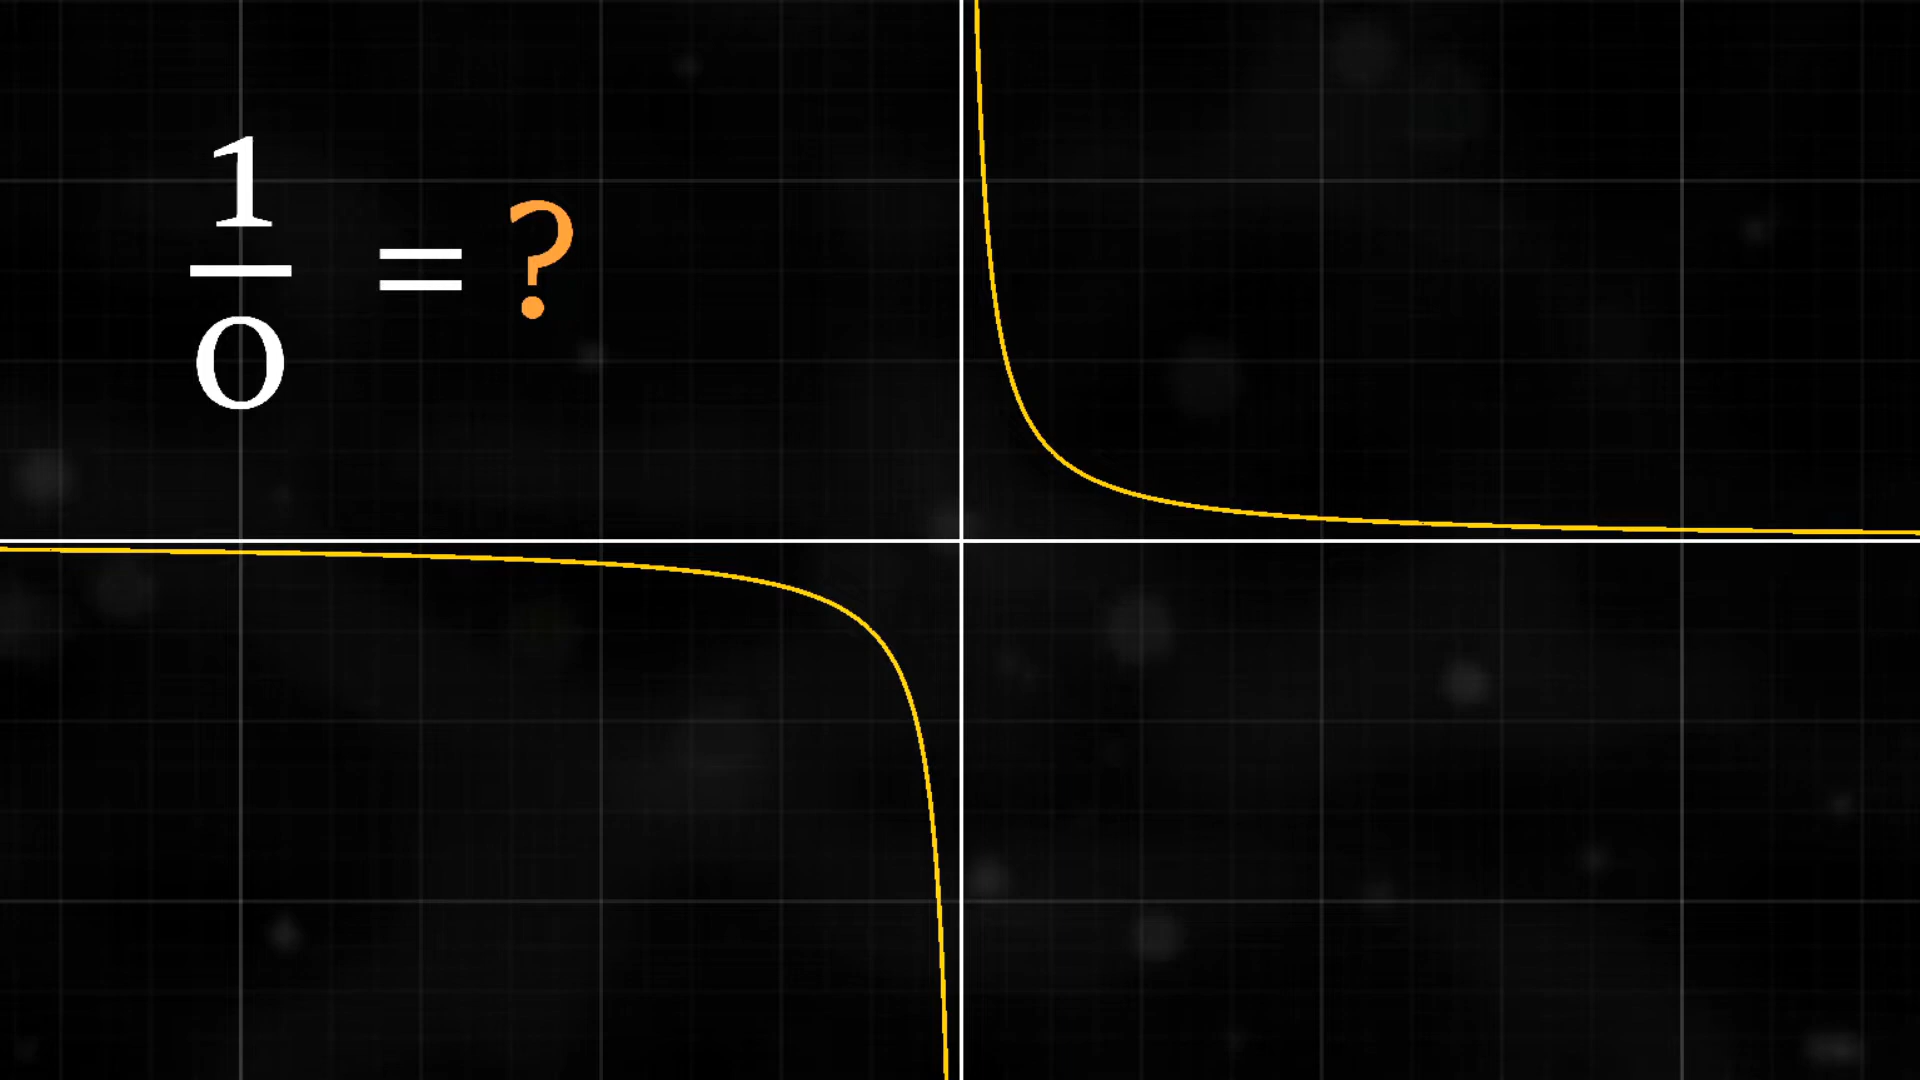 1/0 = ?